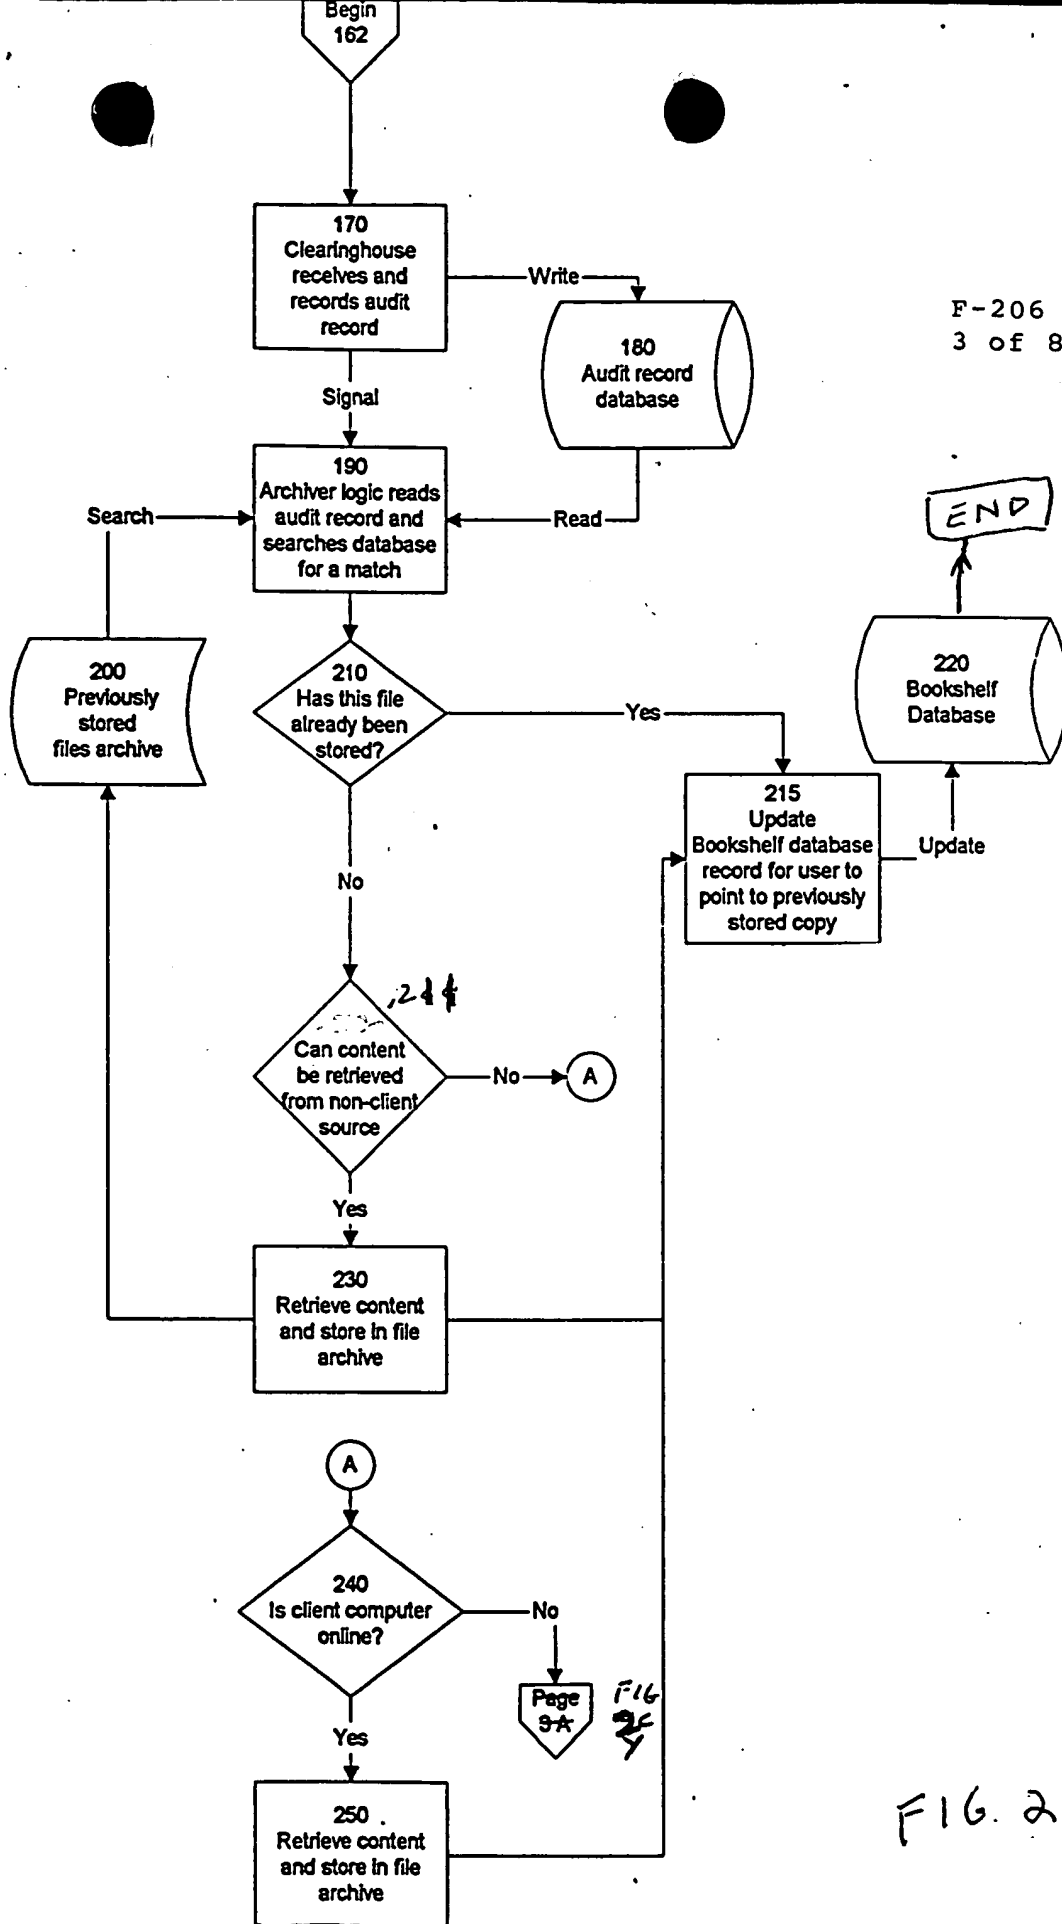 Begin
162
170
Clearinghouse
receives and
records audit
record
Write
F-206
3 of 8
180
Audit record
database
Signal
190
Archiver logic reads
audit record and
searches database
for a match
Search
Read
END
200
Previously
stored
files archive
210
Has this file
already been
stored?
Yes
220
Bookshelf
Database
215
Update
Bookshelf database
record for user to
point to previously
stored copy
Update
No
Can content
be retrieved
from non-client
source
No
A
Yes
230
Retrieve content
and store in file
archive
A
240
Is client computer
online?
No
Page
9A
FIG
Yes
250
Retrieve content
and store in file
archive
FIG. 2